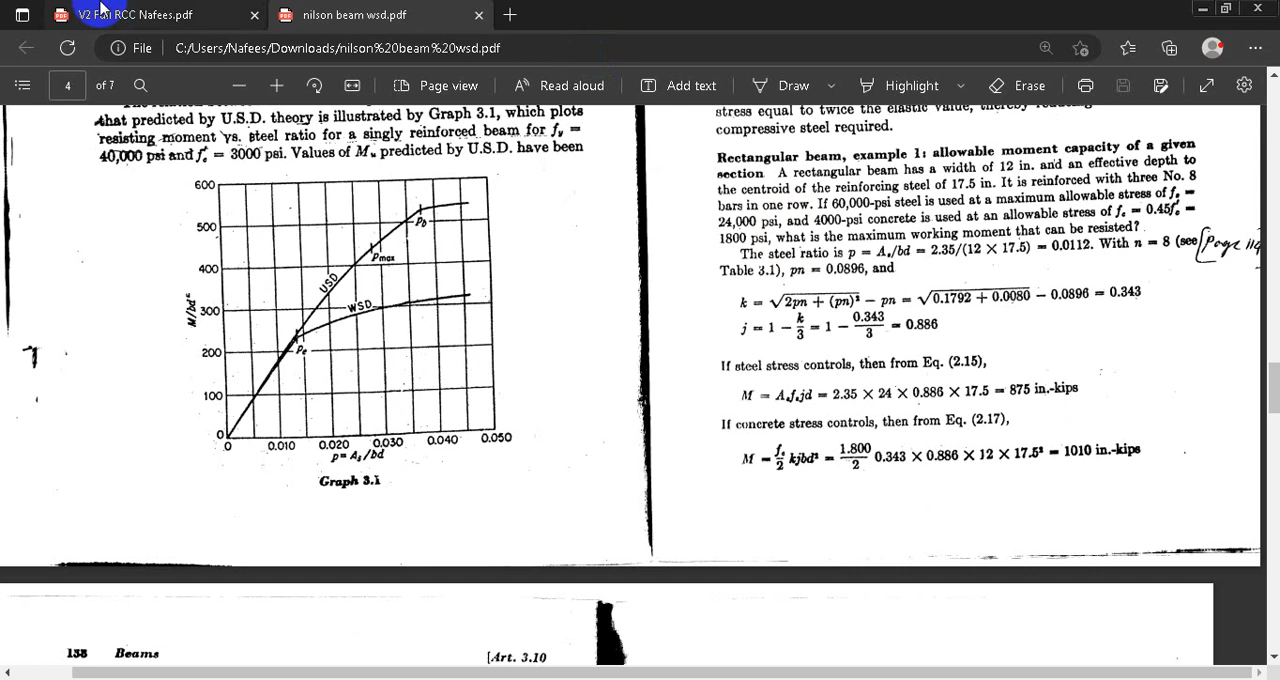 V2 RCC Nafees.pdf
nilson beam wsd.pdf
File
C:/Users/Nafees/Downloads/nilson%20beam%20wsd.pdf
4 of 7
Page view
Read aloud
Add text
Draw
Highlight
Erase
that predicted by U.S.D. theory is illustrated by Graph 3.1, which plots
resisting moment vs. steel ratio for a singly reinforced beam for fy =
40,000 psi and f'c = 3000 psi. Values of Mu predicted by U.S.D. have been
600
500
400
300
200
100
0
M/bd²
USD
WSD
Pb
Pmax
Pe
0 0.010 0.020 0.030 0.040 0.050
p = As/bd
Graph 3.1
7
stress equal to twice the elastic value, thereby
compressive steel required.
Rectangular beam, example 1: allowable moment capacity of a given
section A rectangular beam has a width of 12 in. and an effective depth to
the centroid of the reinforcing steel of 17.5 in. It is reinforced with three No. 8
bars in one row. If 60,000-psi steel is used at a maximum allowable stress of fs =
24,000 psi, and 4000-psi concrete is used at an allowable stress of fc = 0.45f'c =
1800 psi, what is the maximum working moment that can be resisted?
The steel ratio is p = As/bd = 2.35/(12 × 17.5) = 0.0112. With n = 8 (see Page 114
Table 3.1), pn = 0.0896, and
k = √2pn + (pn)² − pn = √0.1792 + 0.0080 − 0.0896 = 0.343
j = 1 − k/3 = 1 − 0.343/3 = 0.886
If steel stress controls, then from Eq. (2.15),
M = Asfsjd = 2.35 × 24 × 0.886 × 17.5 = 875 in.-kips
If concrete stress controls, then from Eq. (2.17),
M = fc/2 kjbd² = 1.800/2 0.343 × 0.886 × 12 × 17.5² = 1010 in.-kips
138 Beams
[Art. 3.10